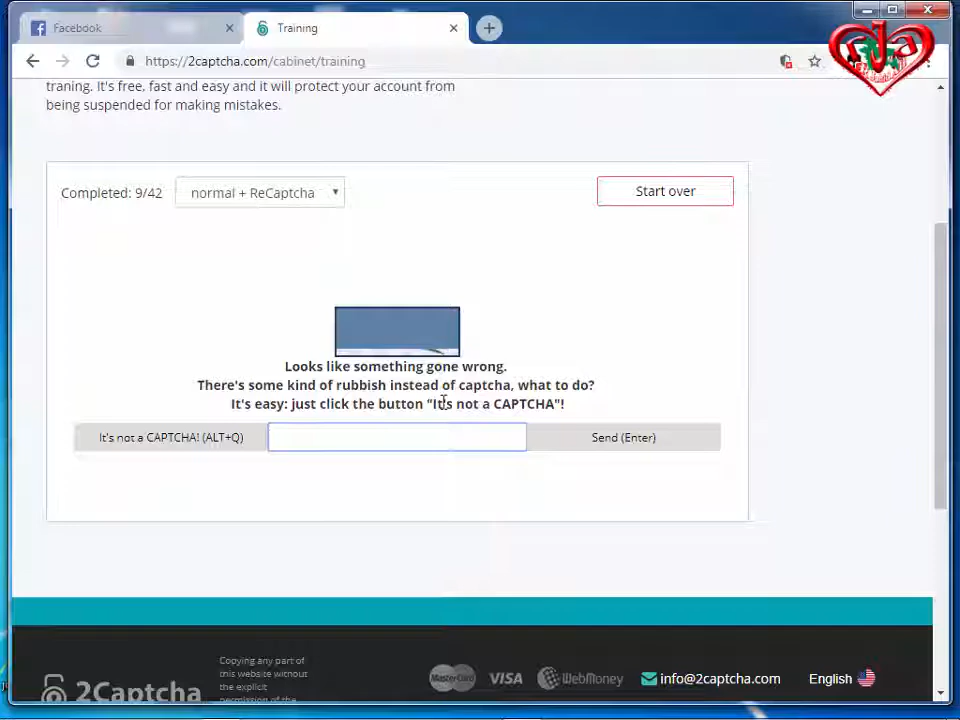 Facebook
Training
https://2captcha.com/cabinet/training
traning. It's free, fast and easy and it will protect your account from
being suspended for making mistakes.
Completed: 9/42
normal + ReCaptcha
Start over
Looks like something gone wrong.
There's some kind of rubbish instead of captcha, what to do?
It's easy: just click the button "It's not a CAPTCHA"!
It's not a CAPTCHA! (ALT+Q)
Send (Enter)
2Captcha
Copying any part of
this website without
the explicit
permission of the
MasterCard
VISA
WebMoney
info@2captcha.com
English